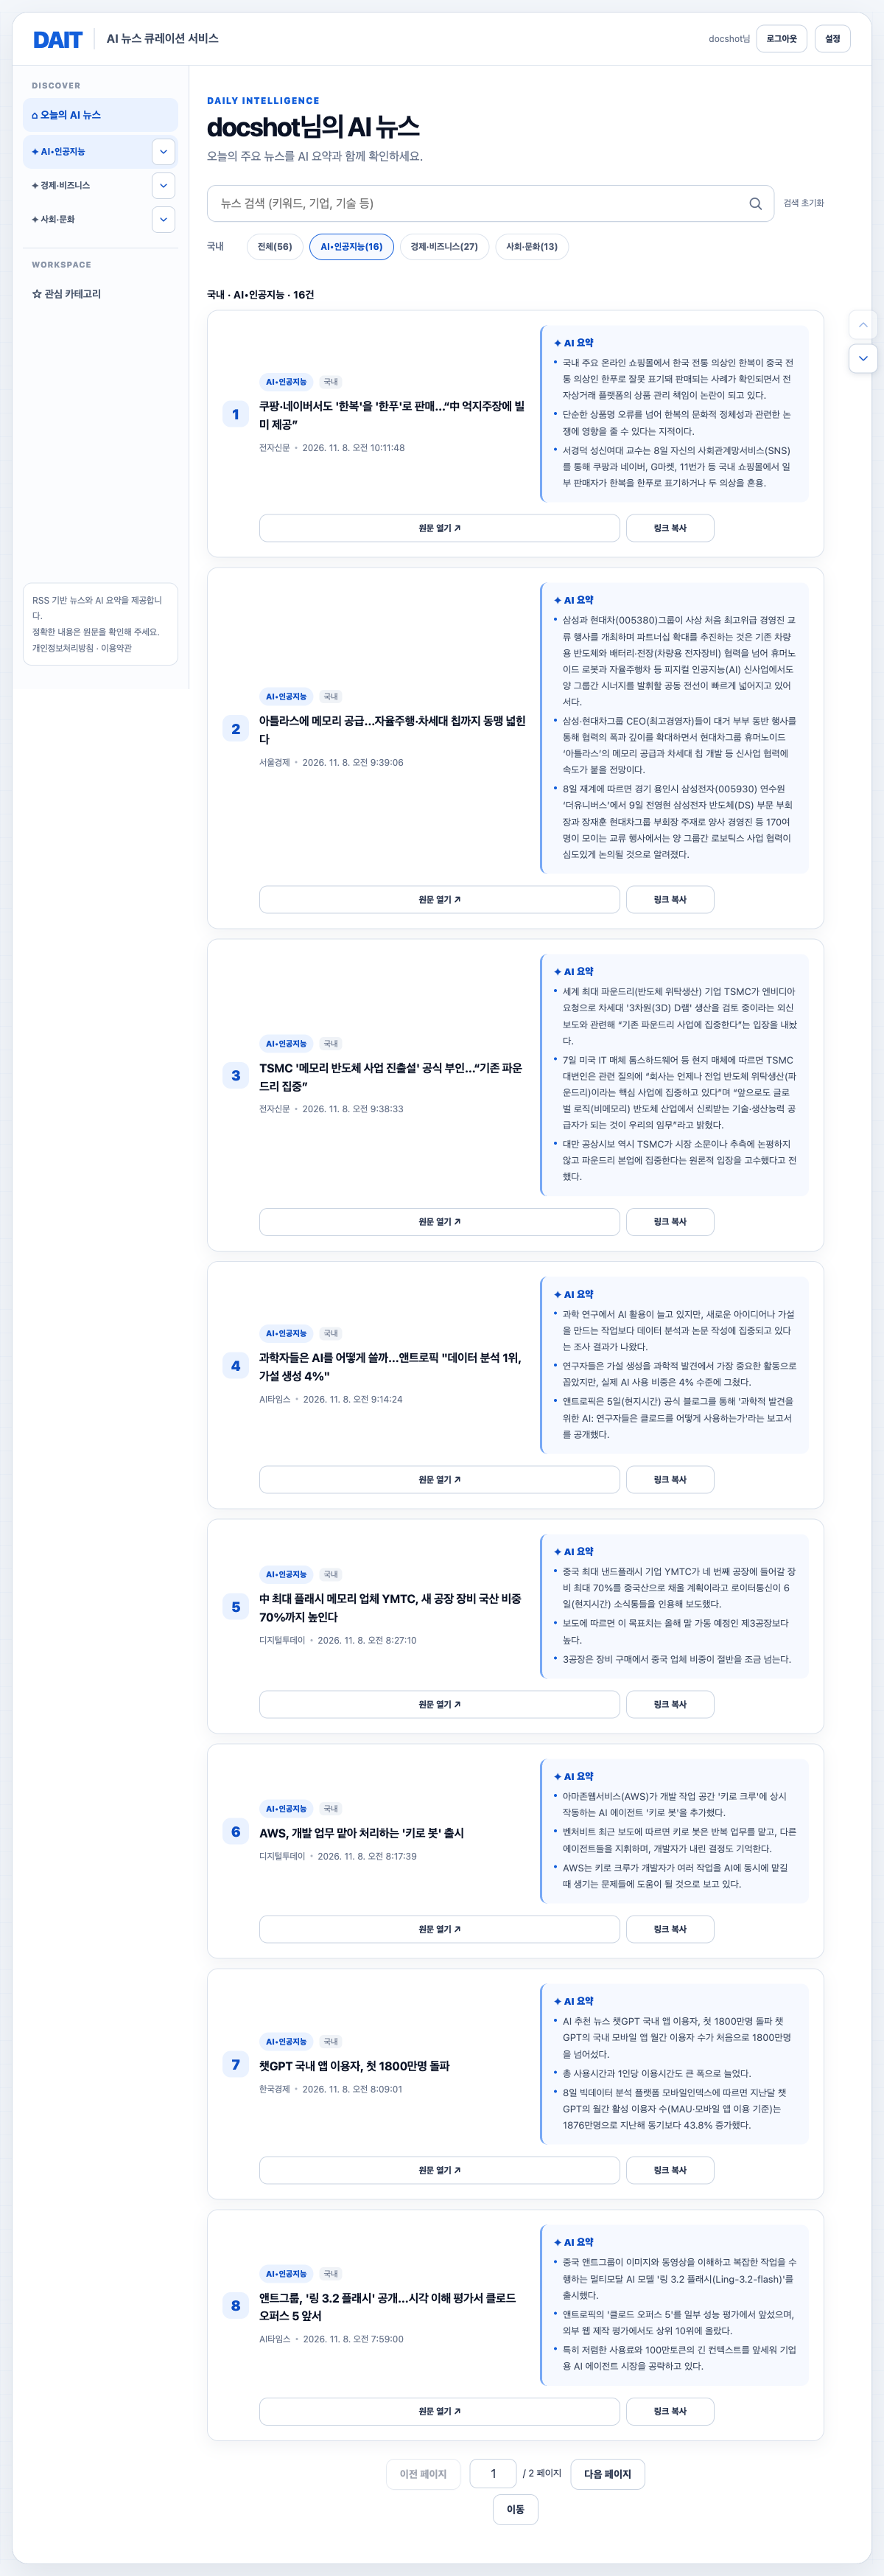 DAIT
AI 뉴스 큐레이션 서비스
docshot님
로그아웃
설정
DISCOVER
⌂ 오늘의 AI 뉴스
✦ AI•인공지능
✦ 경제·비즈니스
✦ 사회·문화
WORKSPACE
☆ 관심 카테고리
RSS 기반 뉴스와 AI 요약을 제공합니
다.
정확한 내용은 원문을 확인해 주세요.
개인정보처리방침 · 이용약관
DAILY INTELLIGENCE
docshot님의 AI 뉴스
오늘의 주요 뉴스를 AI 요약과 함께 확인하세요.
뉴스 검색 (키워드, 기업, 기술 등)
검색 초기화
국내
전체(56)
AI•인공지능(16)
경제·비즈니스(27)
사회·문화(13)
국내 · AI•인공지능 · 16건
1
AI•인공지능 국내
쿠팡·네이버서도 '한복'을 '한푸'로 판매…“中 억지주장에 빌
미 제공”
전자신문 • 2026. 11. 8. 오전 10:11:48
✦ AI 요약
• 국내 주요 온라인 쇼핑몰에서 한국 전통 의상인 한복이 중국 전
통 의상인 한푸로 잘못 표기돼 판매되는 사례가 확인되면서 전
자상거래 플랫폼의 상품 관리 책임이 논란이 되고 있다.
• 단순한 상품명 오류를 넘어 한복의 문화적 정체성과 관련한 논
쟁에 영향을 줄 수 있다는 지적이다.
• 서경덕 성신여대 교수는 8일 자신의 사회관계망서비스(SNS)
를 통해 쿠팡과 네이버, G마켓, 11번가 등 국내 쇼핑몰에서 일
부 판매자가 한복을 한푸로 표기하거나 두 의상을 혼용.
원문 열기 ↗
링크 복사
2
AI•인공지능 국내
아틀라스에 메모리 공급…자율주행·차세대 칩까지 동맹 넓힌
다
서울경제 • 2026. 11. 8. 오전 9:39:06
✦ AI 요약
• 삼성과 현대차(005380)그룹이 사상 처음 최고위급 경영진 교
류 행사를 개최하며 파트너십 확대를 추진하는 것은 기존 차량
용 반도체와 배터리·전장(차량용 전자장비) 협력을 넘어 휴머노
이드 로봇과 자율주행차 등 피지컬 인공지능(AI) 신사업에서도
양 그룹간 시너지를 발휘할 공동 전선이 빠르게 넓어지고 있어
서다.
• 삼성·현대차그룹 CEO(최고경영자)들이 대거 부부 동반 행사를
통해 협력의 폭과 깊이를 확대하면서 현대차그룹 휴머노이드
‘아틀라스’의 메모리 공급과 차세대 칩 개발 등 신사업 협력에
속도가 붙을 전망이다.
• 8일 재계에 따르면 경기 용인시 삼성전자(005930) 연수원
‘더유니버스’에서 9일 전영현 삼성전자 반도체(DS) 부문 부회
장과 장재훈 현대차그룹 부회장 주재로 양사 경영진 등 170여
명이 모이는 교류 행사에서는 양 그룹간 로보틱스 사업 협력이
심도있게 논의될 것으로 알려졌다.
원문 열기 ↗
링크 복사
3
AI•인공지능 국내
TSMC '메모리 반도체 사업 진출설' 공식 부인…“기존 파운
드리 집중”
전자신문 • 2026. 11. 8. 오전 9:38:33
✦ AI 요약
• 세계 최대 파운드리(반도체 위탁생산) 기업 TSMC가 엔비디아
요청으로 차세대 '3차원(3D) D램' 생산을 검토 중이라는 외신
보도와 관련해 “기존 파운드리 사업에 집중한다”는 입장을 내놨
다.
• 7일 미국 IT 매체 톰스하드웨어 등 현지 매체에 따르면 TSMC
대변인은 관련 질의에 “회사는 언제나 전업 반도체 위탁생산(파
운드리)이라는 핵심 사업에 집중하고 있다”며 “앞으로도 글로
벌 로직(비메모리) 반도체 산업에서 신뢰받는 기술·생산능력 공
급자가 되는 것이 우리의 임무”라고 밝혔다.
• 대만 공상시보 역시 TSMC가 시장 소문이나 추측에 논평하지
않고 파운드리 본업에 집중한다는 원론적 입장을 고수했다고 전
했다.
원문 열기 ↗
링크 복사
4
AI•인공지능 국내
과학자들은 AI를 어떻게 쓸까…앤트로픽 "데이터 분석 1위,
가설 생성 4%"
AI타임스 • 2026. 11. 8. 오전 9:14:24
✦ AI 요약
• 과학 연구에서 AI 활용이 늘고 있지만, 새로운 아이디어나 가설
을 만드는 작업보다 데이터 분석과 논문 작성에 집중되고 있다
는 조사 결과가 나왔다.
• 연구자들은 가설 생성을 과학적 발견에서 가장 중요한 활동으로
꼽았지만, 실제 AI 사용 비중은 4% 수준에 그쳤다.
• 앤트로픽은 5일(현지시간) 공식 블로그를 통해 '과학적 발견을
위한 AI: 연구자들은 클로드를 어떻게 사용하는가'라는 보고서
를 공개했다.
원문 열기 ↗
링크 복사
5
AI•인공지능 국내
中 최대 플래시 메모리 업체 YMTC, 새 공장 장비 국산 비중
70%까지 높인다
디지털투데이 • 2026. 11. 8. 오전 8:27:10
✦ AI 요약
• 중국 최대 낸드플래시 기업 YMTC가 네 번째 공장에 들어갈 장
비 최대 70%를 중국산으로 채울 계획이라고 로이터통신이 6
일(현지시간) 소식통들을 인용해 보도했다.
• 보도에 따르면 이 목표치는 올해 말 가동 예정인 제3공장보다
높다.
• 3공장은 장비 구매에서 중국 업체 비중이 절반을 조금 넘는다.
원문 열기 ↗
링크 복사
6
AI•인공지능 국내
AWS, 개발 업무 맡아 처리하는 '키로 봇' 출시
디지털투데이 • 2026. 11. 8. 오전 8:17:39
✦ AI 요약
• 아마존웹서비스(AWS)가 개발 작업 공간 '키로 크루'에 상시
작동하는 AI 에이전트 '키로 봇'을 추가했다.
• 벤처비트 최근 보도에 따르면 키로 봇은 반복 업무를 맡고, 다른
에이전트들을 지휘하며, 개발자가 내린 결정도 기억한다.
• AWS는 키로 크루가 개발자가 여러 작업을 AI에 동시에 맡길
때 생기는 문제들에 도움이 될 것으로 보고 있다.
원문 열기 ↗
링크 복사
7
AI•인공지능 국내
챗GPT 국내 앱 이용자, 첫 1800만명 돌파
한국경제 • 2026. 11. 8. 오전 8:09:01
✦ AI 요약
• AI 추천 뉴스 챗GPT 국내 앱 이용자, 첫 1800만명 돌파 챗
GPT의 국내 모바일 앱 월간 이용자 수가 처음으로 1800만명
을 넘어섰다.
• 총 사용시간과 1인당 이용시간도 큰 폭으로 늘었다.
• 8일 빅데이터 분석 플랫폼 모바일인덱스에 따르면 지난달 챗
GPT의 월간 활성 이용자 수(MAU·모바일 앱 이용 기준)는
1876만명으로 지난해 동기보다 43.8% 증가했다.
원문 열기 ↗
링크 복사
8
AI•인공지능 국내
앤트그룹, '링 3.2 플래시' 공개…시각 이해 평가서 클로드
오퍼스 5 앞서
AI타임스 • 2026. 11. 8. 오전 7:59:00
✦ AI 요약
• 중국 앤트그룹이 이미지와 동영상을 이해하고 복잡한 작업을 수
행하는 멀티모달 AI 모델 '링 3.2 플래시(Ling-3.2-flash)'를
출시했다.
• 앤트로픽의 '클로드 오퍼스 5'를 일부 성능 평가에서 앞섰으며,
외부 웹 제작 평가에서도 상위 10위에 올랐다.
• 특히 저렴한 사용료와 100만토큰의 긴 컨텍스트를 앞세워 기업
용 AI 에이전트 시장을 공략하고 있다.
원문 열기 ↗
링크 복사
이전 페이지
1
/ 2 페이지
다음 페이지
이동